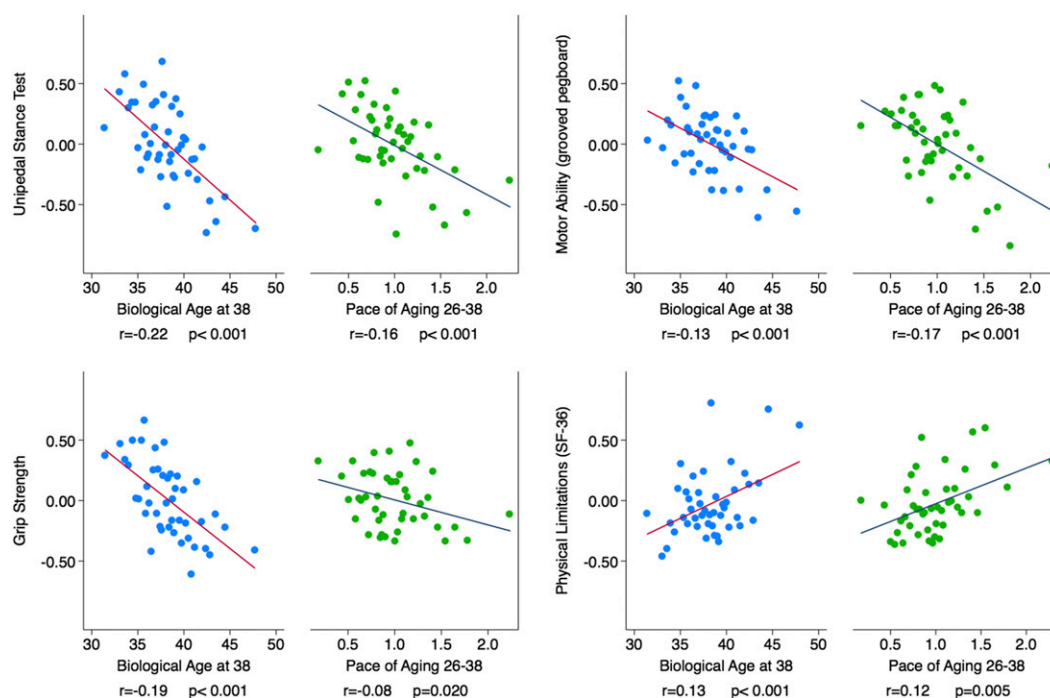 Unipedal Stance Test
0.50
0.00
-0.50
30 35 40 45 50
Biological Age at 38
r=-0.22 p< 0.001
0.5 1.0 1.5 2.0
Pace of Aging 26-38
r=-0.16 p< 0.001
Motor Ability (grooved pegboard)
0.50
0.00
-0.50
30 35 40 45 50
Biological Age at 38
r=-0.13 p< 0.001
0.5 1.0 1.5 2.0
Pace of Aging 26-38
r=-0.17 p< 0.001
Grip Strength
0.50
0.00
-0.50
30 35 40 45 50
Biological Age at 38
r=-0.19 p< 0.001
0.5 1.0 1.5 2.0
Pace of Aging 26-38
r=-0.08 p=0.020
Physical Limitations (SF-36)
0.50
0.00
-0.50
30 35 40 45 50
Biological Age at 38
r=0.13 p< 0.001
0.5 1.0 1.5 2.0
Pace of Aging 26-38
r=0.12 p=0.005